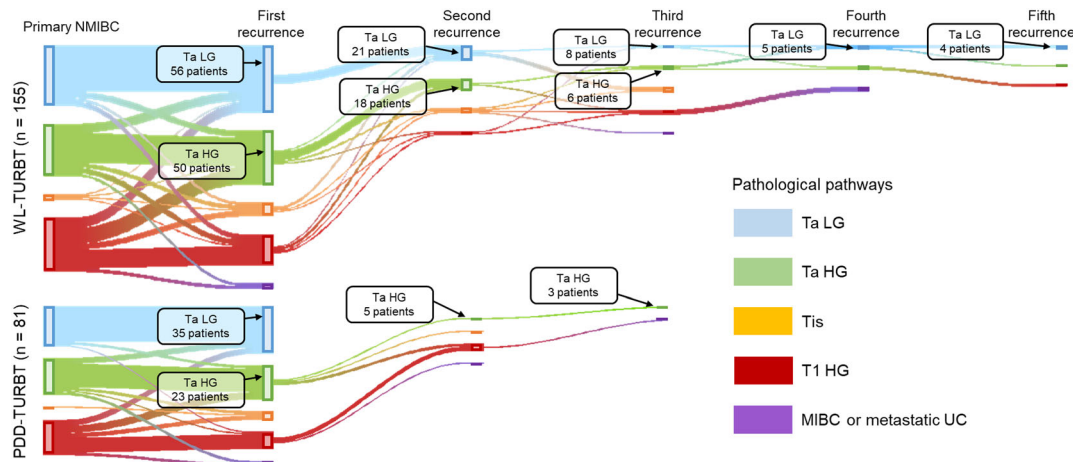 Primary NMIBC
First
recurrence
Second
recurrence
Third
recurrence
Fourth
recurrence
Fifth
recurrence
WL-TURBT (n = 155)
Ta LG
56 patients
Ta HG
50 patients
Ta LG
21 patients
Ta HG
18 patients
Ta LG
8 patients
Ta HG
6 patients
Ta LG
5 patients
Ta LG
4 patients
PDD-TURBT (n = 81)
Ta LG
35 patients
Ta HG
23 patients
Ta HG
5 patients
Ta HG
3 patients
Pathological pathways
Ta LG
Ta HG
Tis
T1 HG
MIBC or metastatic UC